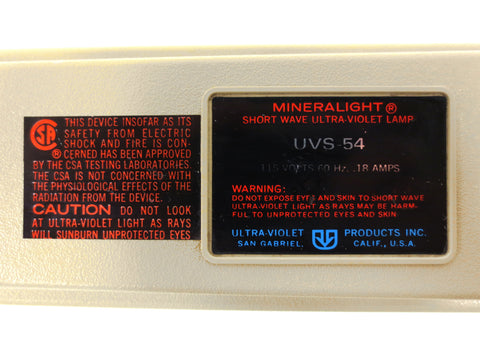 THIS DEVICE INSOFAR AS ITS
SAFETY FROM ELECTRIC
SHOCK AND FIRE IS CON-
® CERNED HAS BEEN APPROVED
BY THE CSA TESTING LABORATORIES.
THE CSA IS NOT CONCERNED WITH
THE PHYSIOLOGICAL EFFECTS OF THE
RADIATION FROM THE DEVICE.
CAUTION DO NOT LOOK
AT ULTRA-VIOLET LIGHT AS RAYS
WILL SUNBURN UNPROTECTED EYES
MINERALIGHT®
SHORT WAVE ULTRA-VIOLET LAMP
UVS-54
115 VOLTS 60 Hz. .18 AMPS
WARNING:
DO NOT EXPOSE EYES AND SKIN TO SHORT WAVE
ULTRA-VIOLET LIGHT AS RAYS MAY BE HARM-
FUL TO UNPROTECTED EYES AND SKIN
ULTRA-VIOLET PRODUCTS INC.
SAN GABRIEL, CALIF., U.S.A.